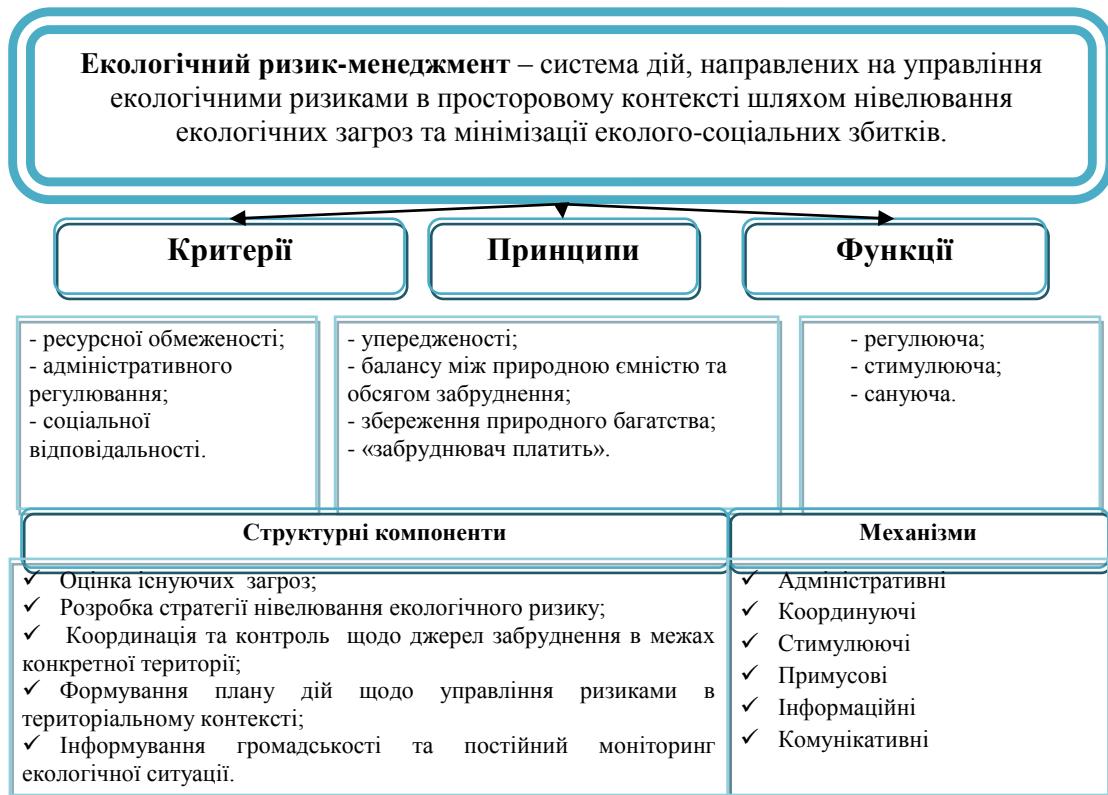 Екологічний ризик-менеджмент – система дій, направлених на управління
екологічними ризиками в просторовому контексті шляхом нівелювання
екологічних загроз та мінімізації еколого-соціальних збитків.
Критерії
Принципи
Функції
- ресурсної обмеженості;
- адміністративного
регулювання;
- соціальної
відповідальності.
- упередженості;
- балансу між природною ємністю та
обсягом забруднення;
- збереження природного багатства;
- «забруднювач платить».
- регулююча;
- стимулююча;
- сануюча.
Структурні компоненти
✓ Оцінка існуючих загроз;
✓ Розробка стратегії нівелювання екологічного ризику;
✓ Координація та контроль щодо джерел забруднення в межах
конкретної території;
✓ Формування плану дій щодо управління ризиками в
територіальному контексті;
✓ Інформування громадськості та постійний моніторинг
екологічної ситуації.
Механізми
✓ Адміністративні
✓ Координуючі
✓ Стимулюючі
✓ Примусові
✓ Інформаційні
✓ Комунікативні